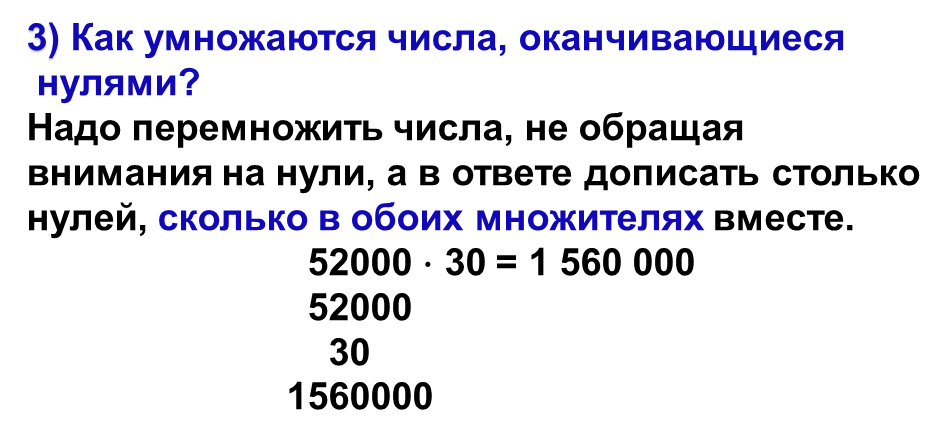 3) Как умножаются числа, оканчивающиеся
нулями?
Надо перемножить числа, не обращая
внимания на нули, а в ответе дописать столько
нулей, сколько в обоих множителях вместе.
52000 · 30 = 1 560 000
52000
30
1560000